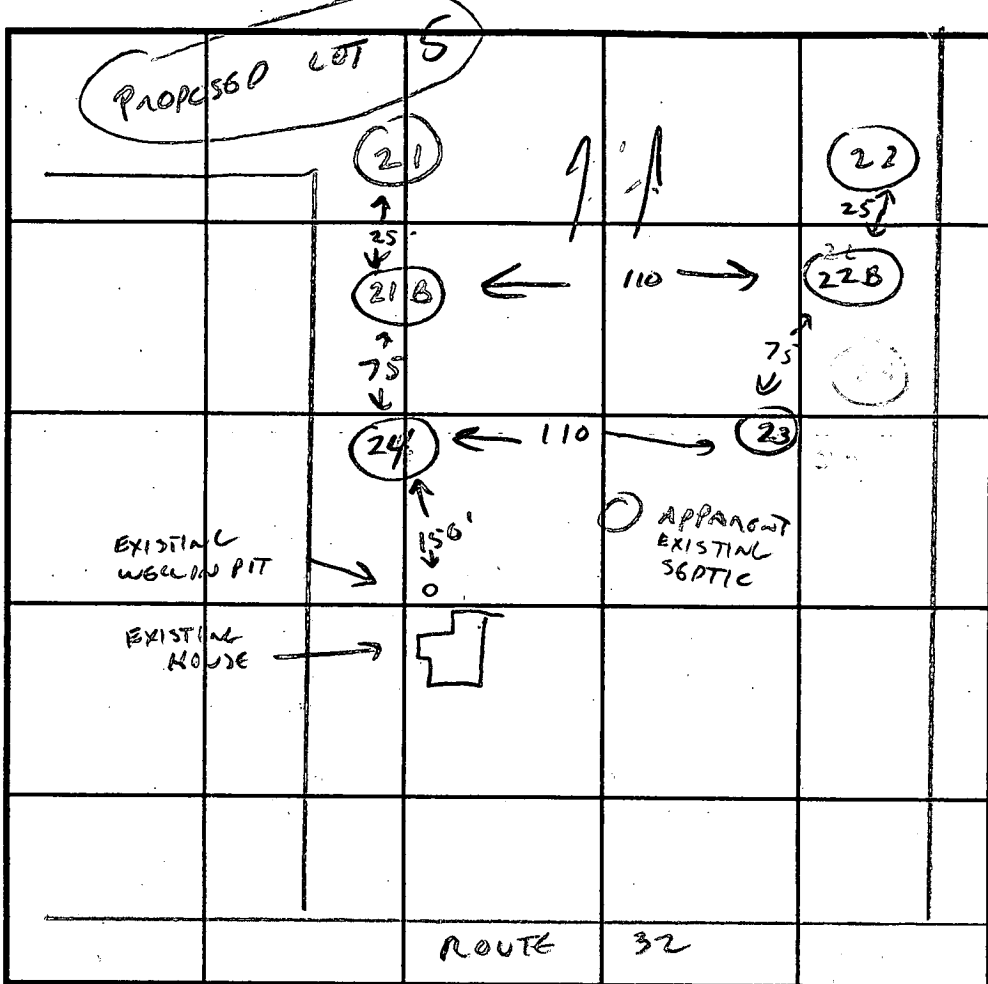 PROPOSED LOT 5
21
22
25'
25'
21B
110
22B
75
75'
24
110
23
150'
APPARENT
EXISTING
SEPTIC
EXISTING
WELL IN PIT
EXISTING
HOUSE
ROUTE 32